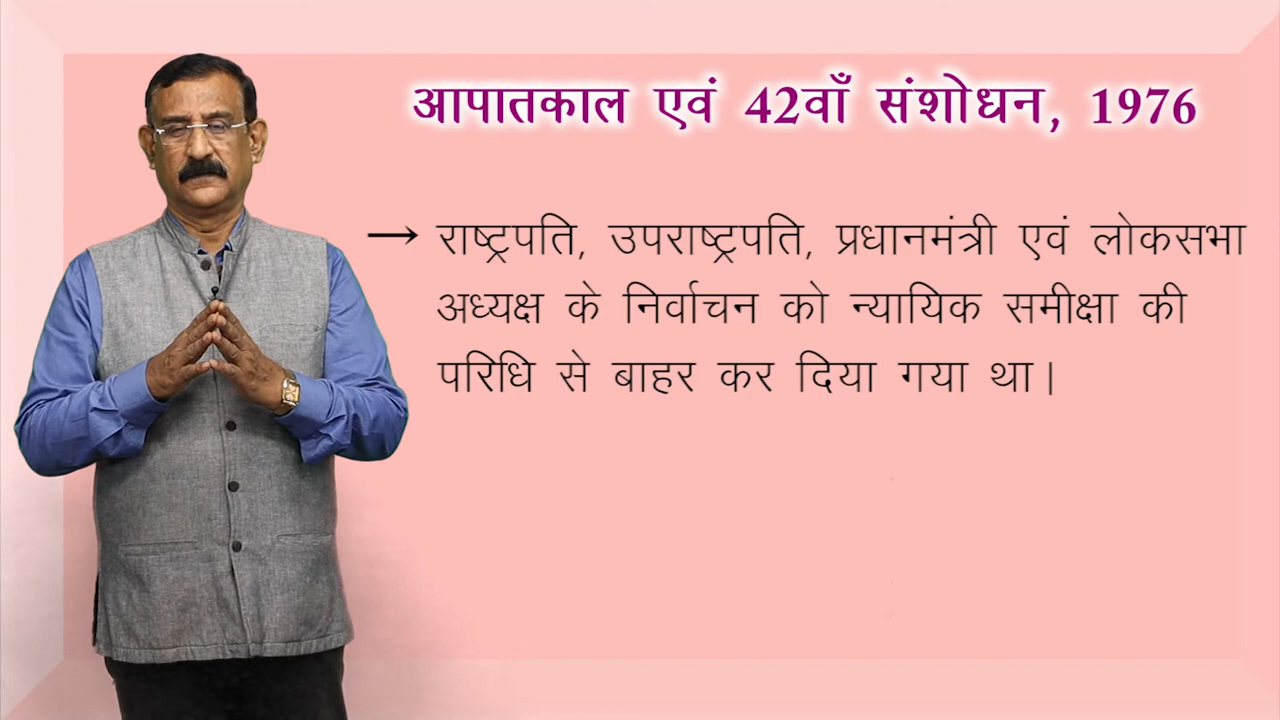 आपातकाल एवं 42वाँ संशोधन, 1976
→ राष्ट्रपति, उपराष्ट्रपति, प्रधानमंत्री एवं लोकसभा
अध्यक्ष के निर्वाचन को न्यायिक समीक्षा की
परिधि से बाहर कर दिया गया था।